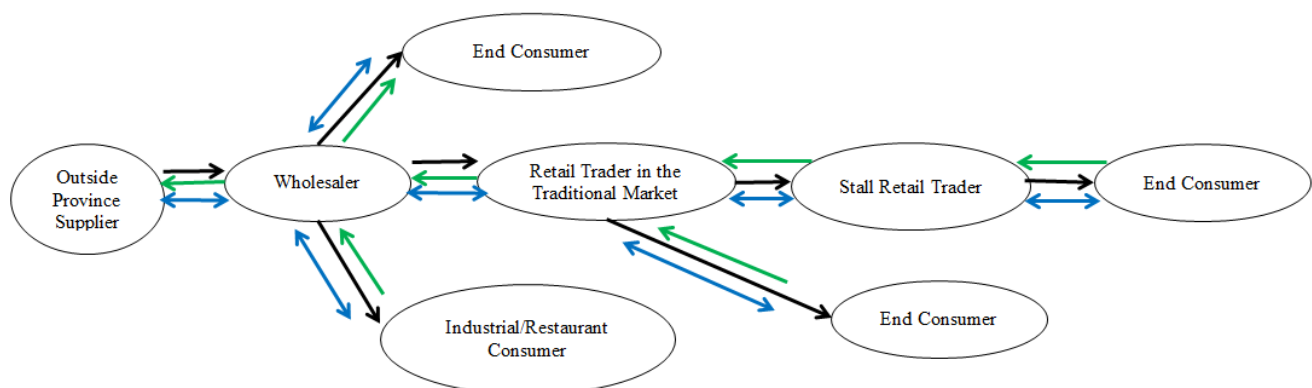 End Consumer
Outside
Province
Supplier
Wholesaler
Retail Trader in the
Traditional Market
Stall Retail Trader
End Consumer
Industrial/Restaurant
Consumer
End Consumer